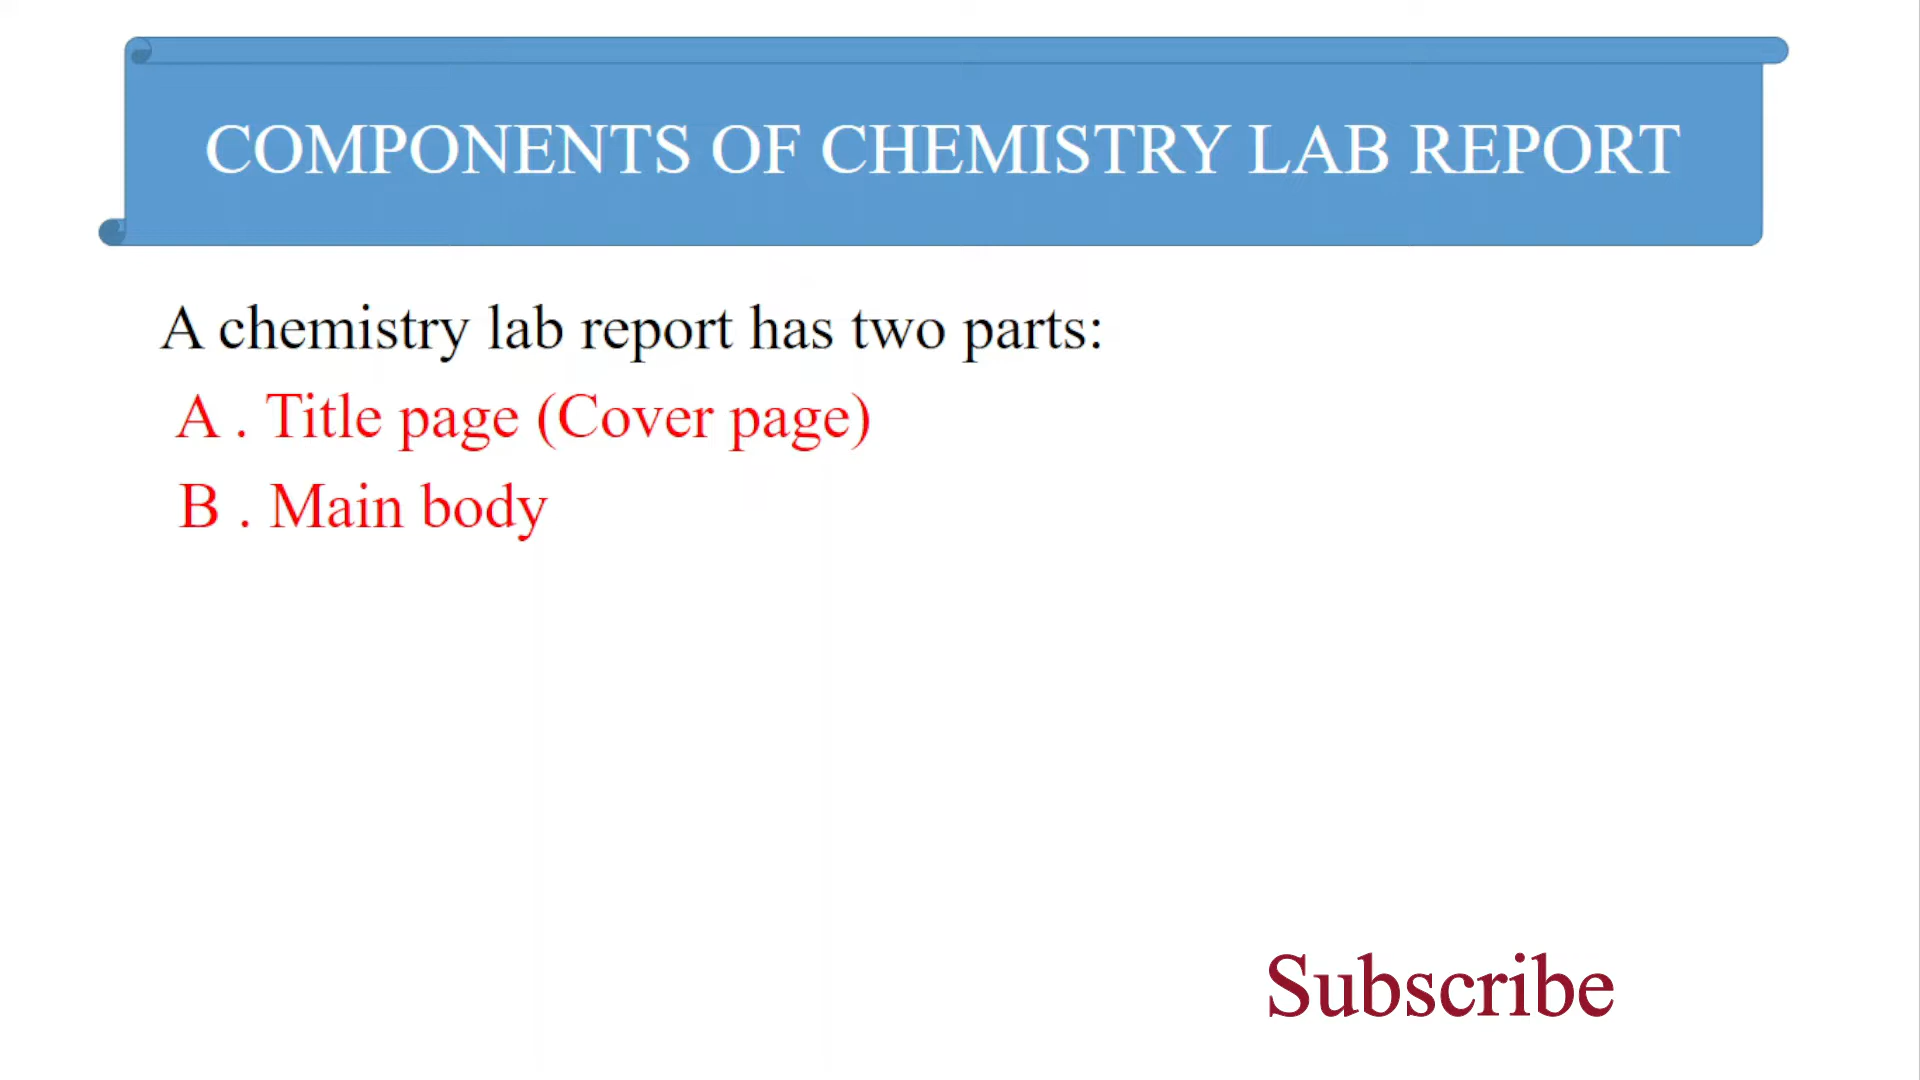 COMPONENTS OF CHEMISTRY LAB REPORT
A chemistry lab report has two parts:
A . Title page (Cover page)
B . Main body
Subscribe